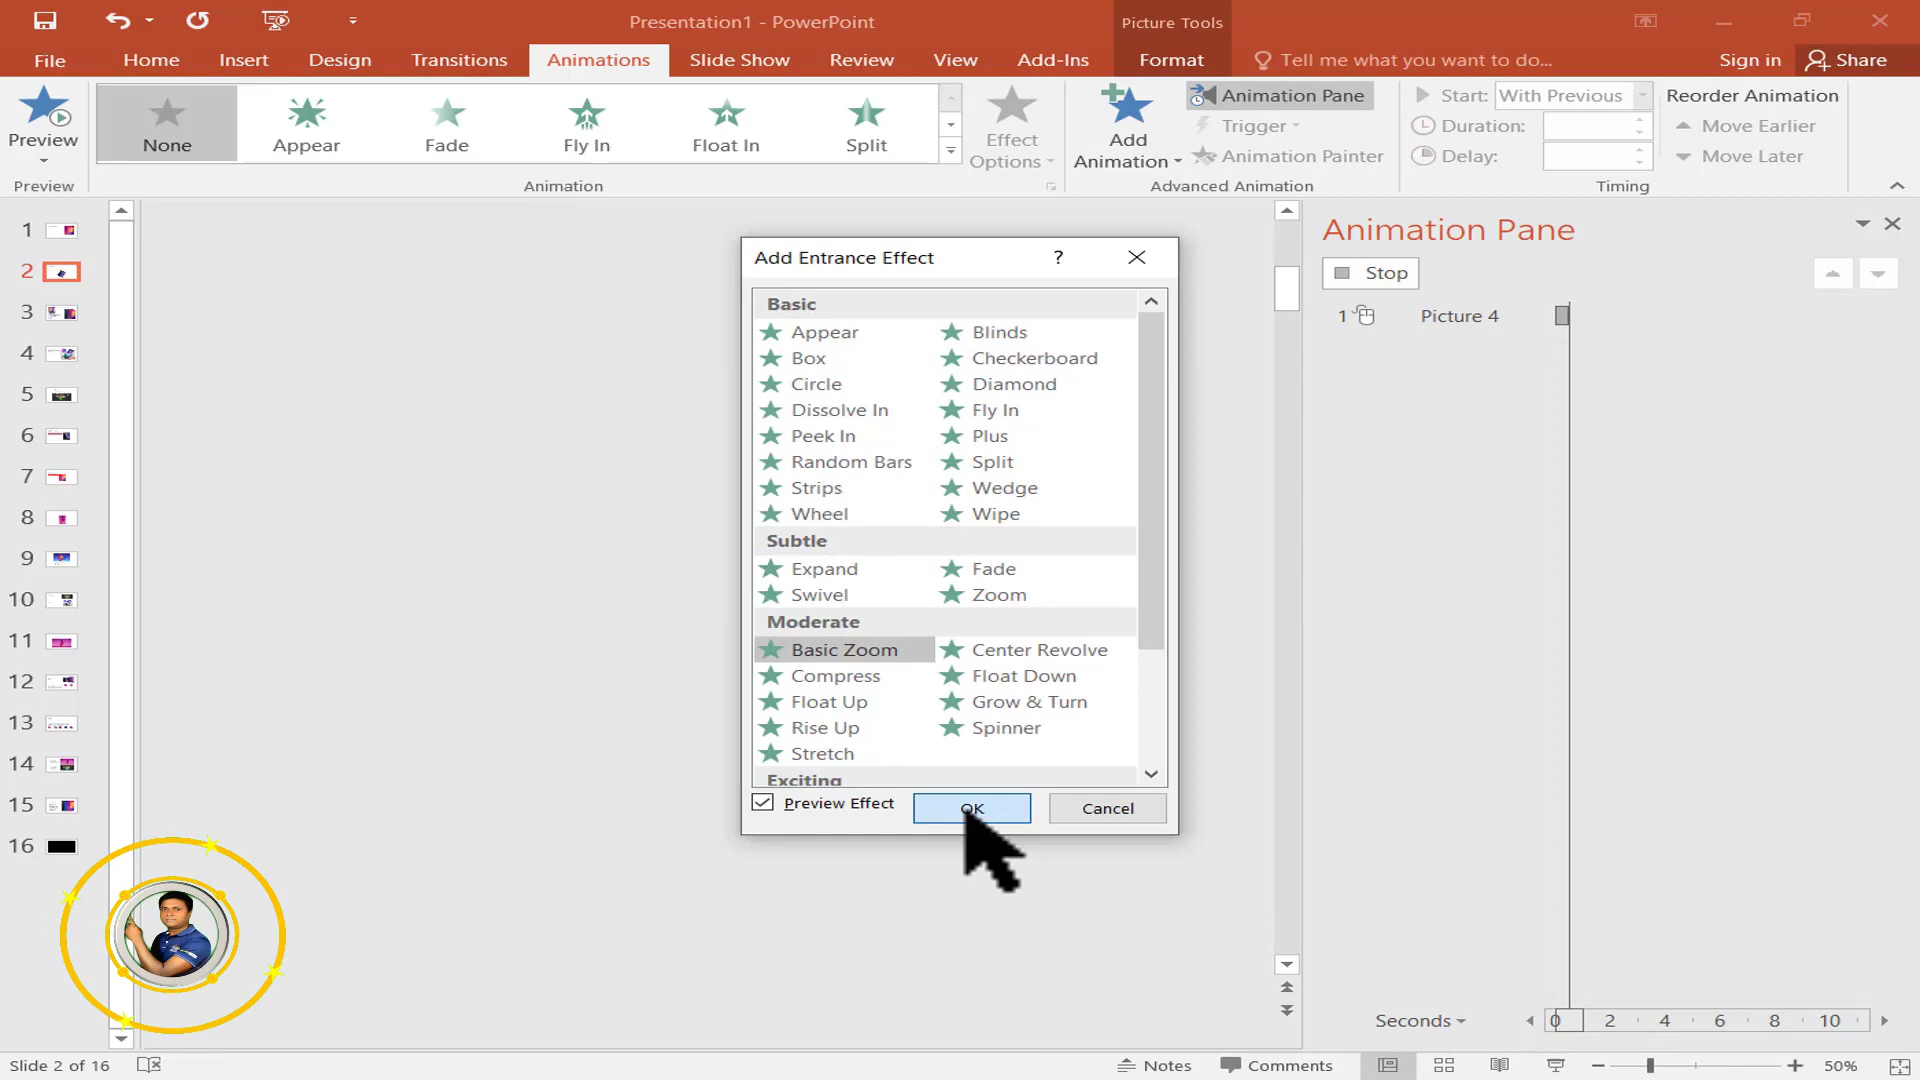 Presentation1 - PowerPoint
Picture Tools
File
Home
Insert
Design
Transitions
Animations
Slide Show
Review
View
Add-Ins
Format
Tell me what you want to do...
Sign in
Share
Preview
Preview
None
Appear
Fade
Fly In
Float In
Split
Animation
Effect
Options
Add
Animation
Animation Pane
Trigger
Animation Painter
Advanced Animation
Start: With Previous
Duration:
Delay:
Reorder Animation
Move Earlier
Move Later
Timing
1
2
3
4
5
6
7
8
9
10
11
12
13
14
15
16
Add Entrance Effect
?
Basic
Appear
Blinds
Box
Checkerboard
Circle
Diamond
Dissolve In
Fly In
Peek In
Plus
Random Bars
Split
Strips
Wedge
Wheel
Wipe
Subtle
Expand
Fade
Swivel
Zoom
Moderate
Basic Zoom
Center Revolve
Compress
Float Down
Float Up
Grow & Turn
Rise Up
Spinner
Stretch
Exciting
Preview Effect
OK
Cancel
Animation Pane
Stop
1 Picture 4
Seconds
0 2 4 6 8 10
Slide 2 of 16
Notes
Comments
50%